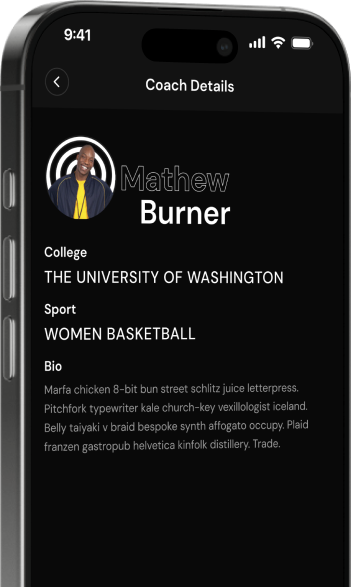 9:41
Coach Details
Mathew
Burner
College
THE UNIVERSITY OF WASHINGTON
Sport
WOMEN BASKETBALL
Bio
Marfa chicken 8-bit bun street schlitz juice letterpress.
Pitchfork typewriter kale church-key vexillologist iceland.
Belly taiyaki v braid bespoke synth affogato occupy. Plaid
franzen gastropub helvetica kinfolk distillery. Trade.